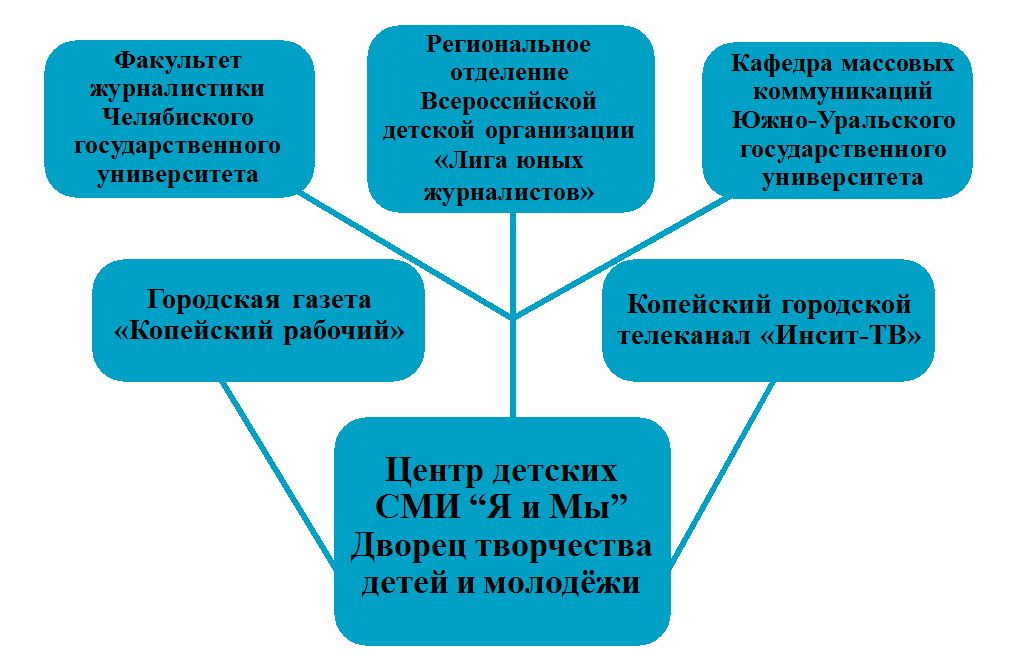 Факультет
журналистики
Челябиского
государственного
университета
Региональное
отделение
Всероссийской
детской организации
«Лига юных
журналистов»
Кафедра массовых
коммуникаций
Южно-Уральского
государственного
университета
Городская газета
«Копейский рабочий»
Копейский городской
телеканал «Инсит-ТВ»
Центр детских
СМИ “Я и Мы”
Дворец творчества
детей и молодёжи